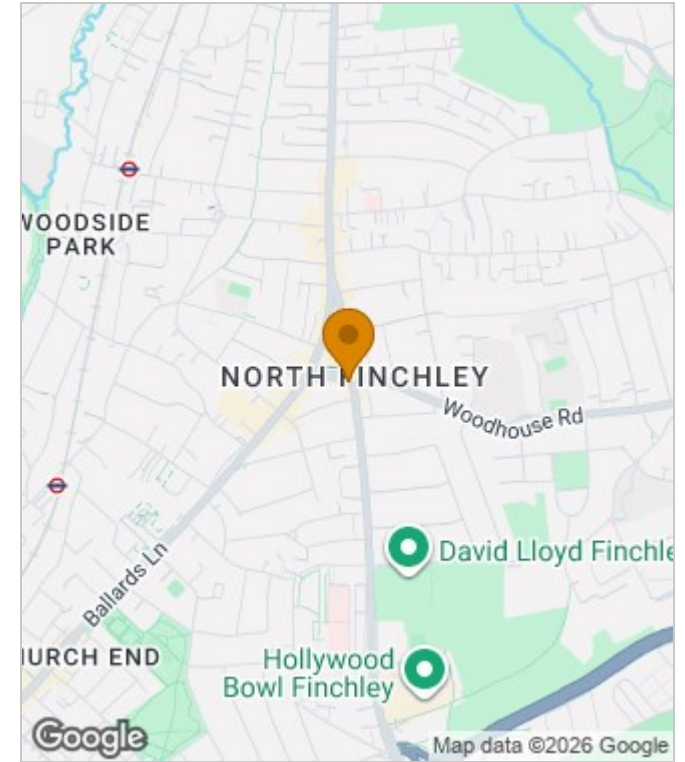 WOODSIDE
PARK
NORTH FINCHLEY
Woodhouse Rd
David Lloyd Finchle
Ballards Ln
HURCH END
Hollywood
Bowl Finchley
Google
Map data ©2026 Google